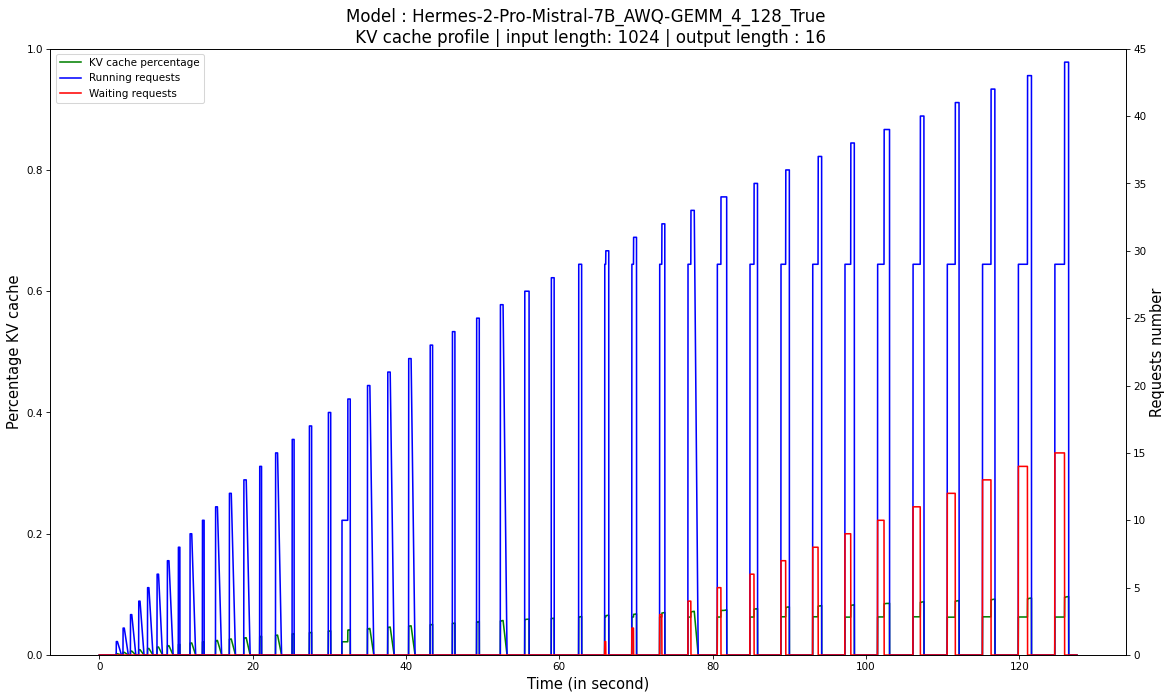 Model : Hermes-2-Pro-Mistral-7B_AWQ-GEMM_4_128_True
KV cache profile | input length: 1024 | output length : 16
KV cache percentage
Running requests
Waiting requests
Percentage KV cache
1.0
0.8
0.6
0.4
0.2
0.0
0
20
40
60
80
100
120
Time (in second)
45
40
35
30
25
20
15
10
5
0
Requests number